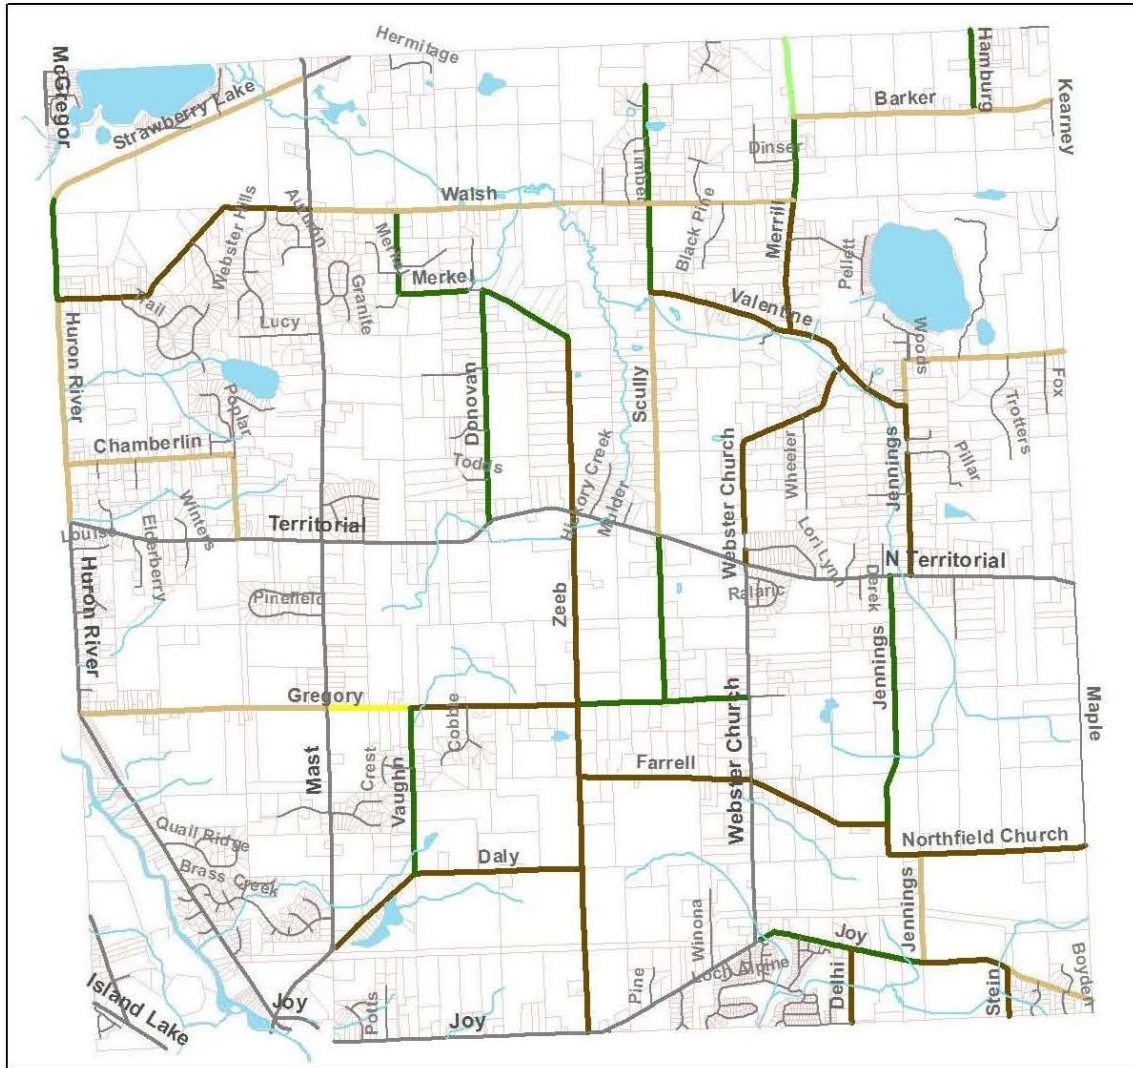 McGregor
Hermitage
Hamburg
Strawberry Lake
Barker
Kearney
Dinser
Walsh
Webster Hills
Autumn
Merkel
Merkel
Black Pine
Merrill
Pellett
Trail
Granite
Lucy
Valentine
Huron River
Woods
Fox
Donovan
Scully
Poplar
Trotters
Chamberlin
Todds
Hickory Creek
Webster Church
Wheeler
Jennings
Pillar
Winters
Mulder
Louise
Elderberry
Territorial
Lori Lynn
N Territorial
Huron River
Pinefield
Zeeb
Ralaric
Derek
Jennings
Gregory
Cobble
Webster Church
Maple
Mast
Crest
Vaughn
Farrell
Quail Ridge
Brass Creek
Daly
Northfield Church
Winona
Jennings
Joy
Loch Alpine
Pine
Delhi
Stein
Boyden
Island Lake
Joy
Potts
Joy